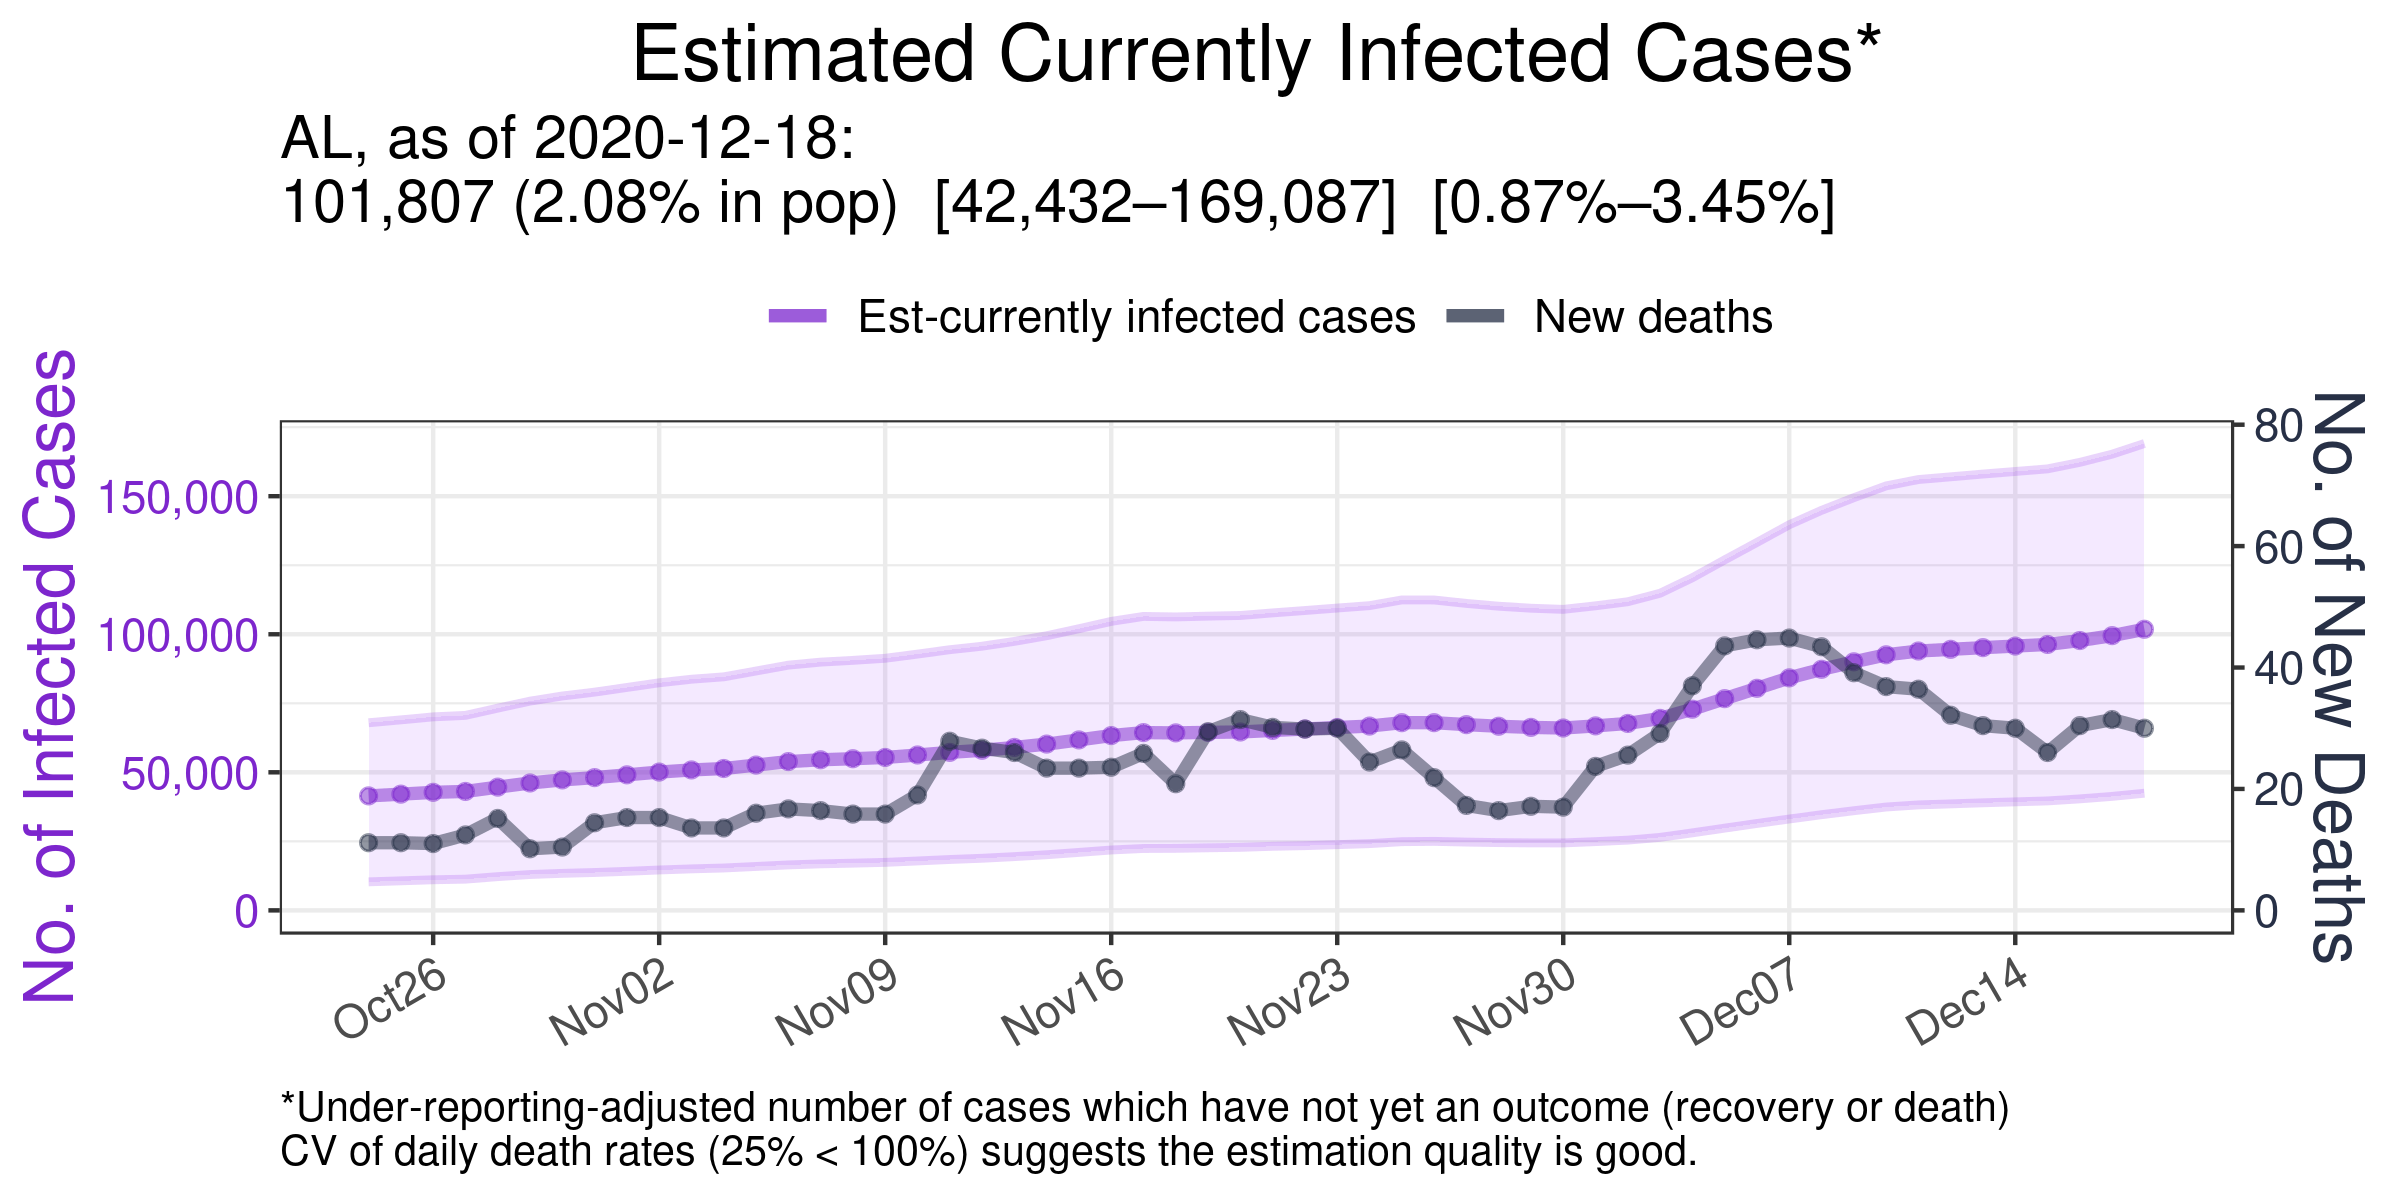 Estimated Currently Infected Cases*
AL, as of 2020-12-18:
101,807 (2.08% in pop) [42,432–169,087] [0.87%–3.45%]
Est-currently infected cases
New deaths
No. of Infected Cases
150,000
100,000
50,000
0
80
60
40
20
0
No. of New Deaths
Oct26
Nov02
Nov09
Nov16
Nov23
Nov30
Dec07
Dec14
*Under-reporting-adjusted number of cases which have not yet an outcome (recovery or death)
CV of daily death rates (25% < 100%) suggests the estimation quality is good.